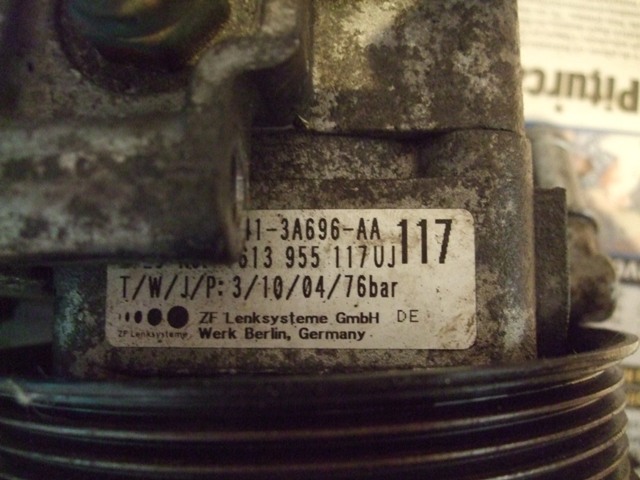 Pițurc
3A696-AA
613 955 117UJ
117
T/W/J/P: 3/10/04/76bar
ZF Lenksysteme GmbH DE
ZF Lenksysteme Werk Berlin, Germany